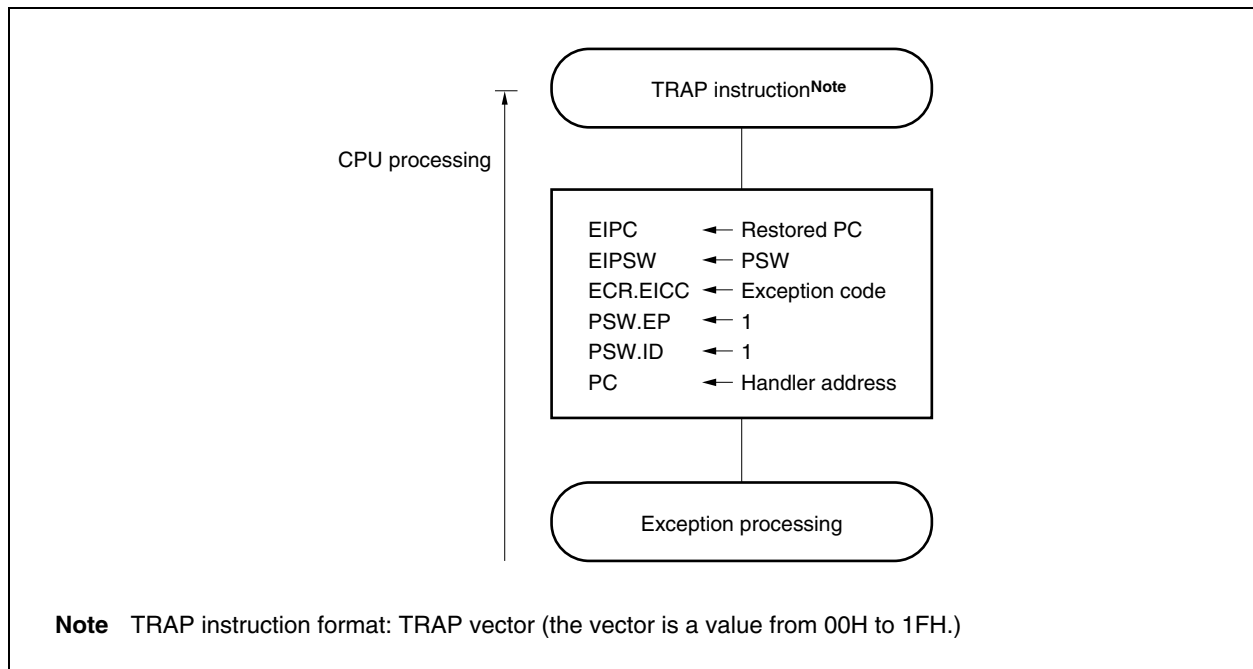 TRAP instructionNote
CPU processing
EIPC ← Restored PC
EIPSW ← PSW
ECR.EICC ← Exception code
PSW.EP ← 1
PSW.ID ← 1
PC ← Handler address
Exception processing
Note TRAP instruction format: TRAP vector (the vector is a value from 00H to 1FH.)